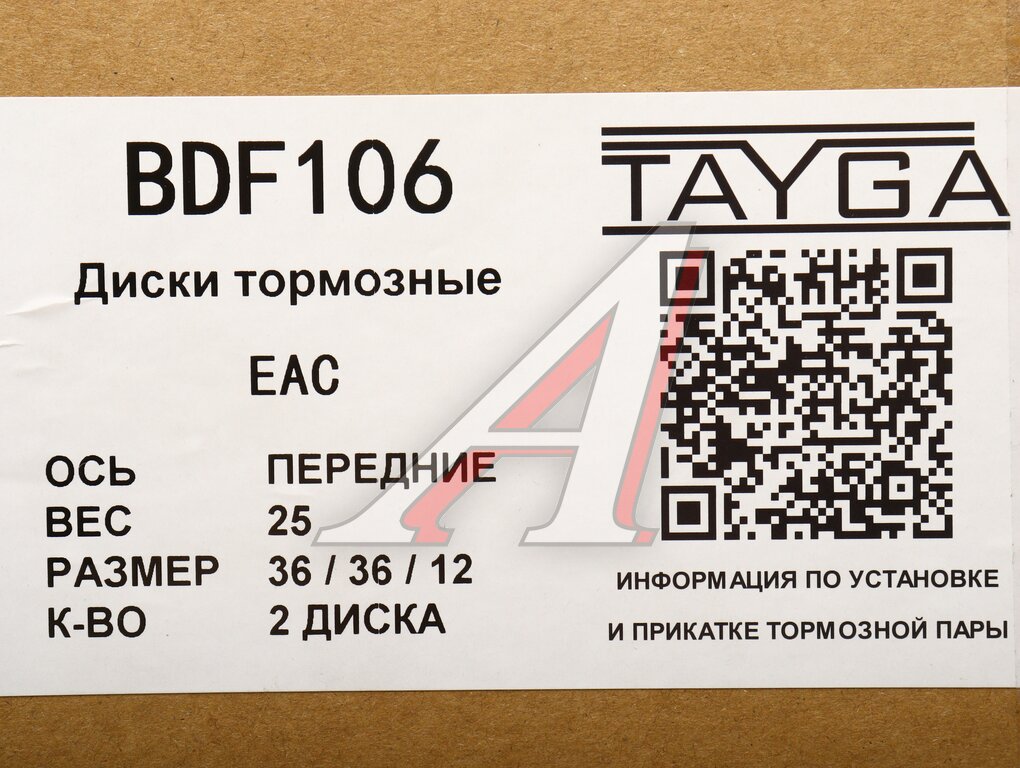 BDF106
TAYGA
Диски тормозные
EAC
ОСЬ ПЕРЕДНИЕ
ВЕС 25
РАЗМЕР 36 / 36 / 12
К-ВО 2 ДИСКА
ИНФОРМАЦИЯ ПО УСТАНОВКЕ
И ПРИКАТКЕ ТОРМОЗНОЙ ПАРЫ